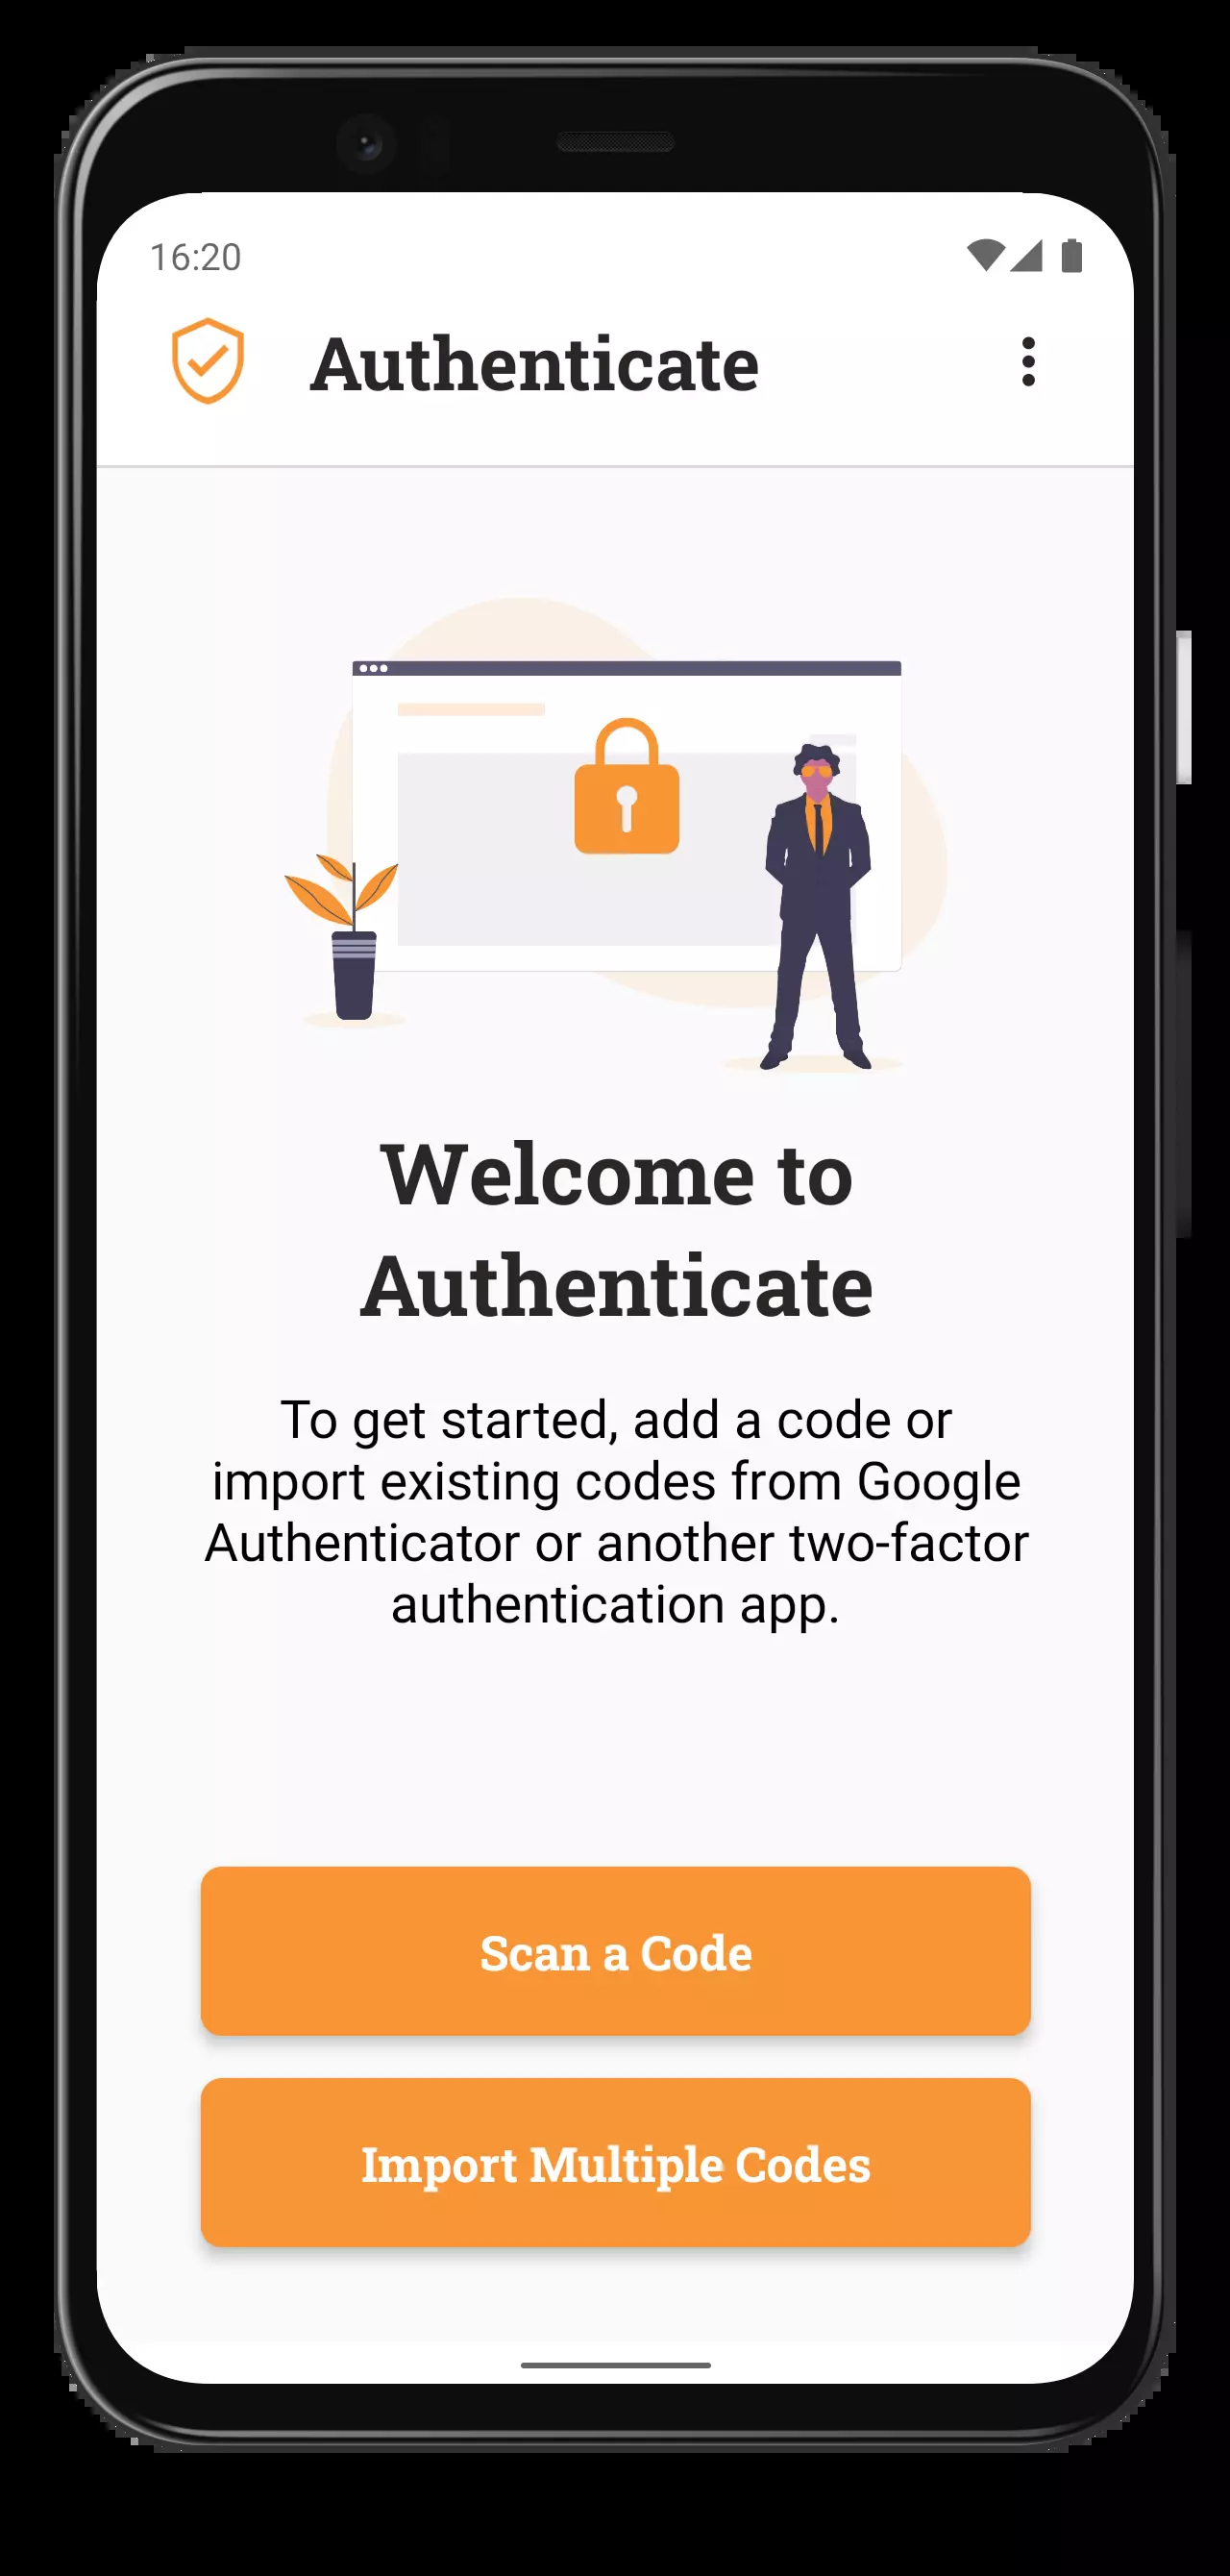 16:20
Authenticate
Welcome to
Authenticate
To get started, add a code or
import existing codes from Google
Authenticator or another two-factor
authentication app.
Scan a Code
Import Multiple Codes